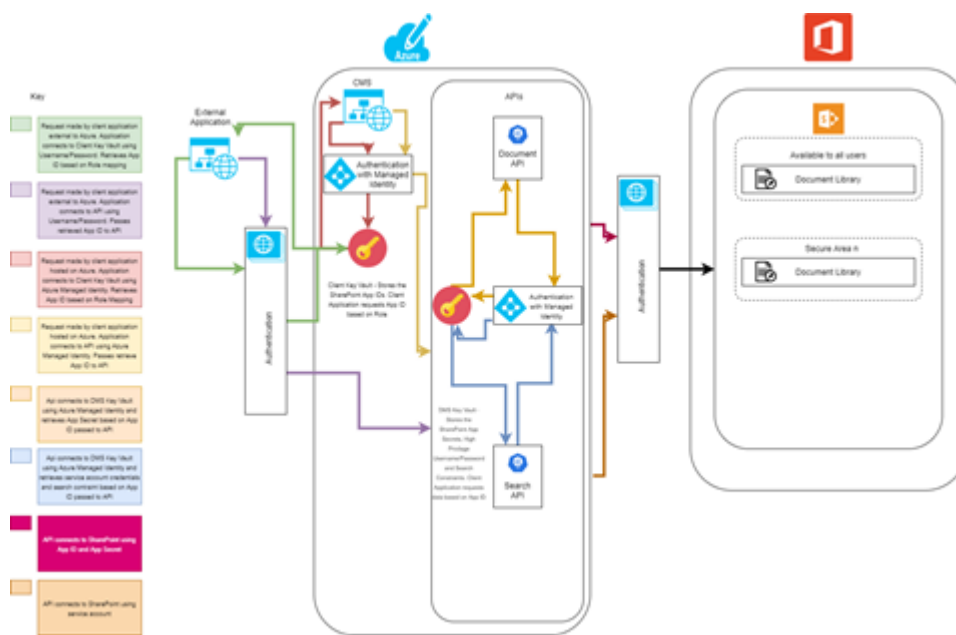 Key
Request made by client application
external to Azure. Application
connects to Client Key Vault using
Username/Password. Retrieves App
ID based on Role mapping
Request made by client application
external to Azure. Application
connects to API using
Username/Password. Passes
retrieved App ID to API
Request made by client application
hosted on Azure. Application
connects to Client Key Vault using
Azure Managed Identity. Retrieves
App ID based on Role Mapping
Request made by client application
hosted on Azure. Application
connects to API using Azure
Managed Identity. Passes retrieve
App ID to API
Api connects to CMS Key Vault
using Azure Managed Identity and
retrieves App Secret based on App
ID passed to API
Api connects to CMS Key Vault
using Azure Managed Identity and
retrieves service account credentials
and search contraint based on App
ID passed to API
API connects to SharePoint using
App ID and App Secret
API connects to SharePoint using
service account
External
Application
Authentication
Azure
CMS
Authentication
with Managed
Identity
Client Key Vault - Stores the
SharePoint App IDs. Client
Application requests App ID
based on Role
APIs
Document
API
Authentication
with Managed
Identity
CMS Key Vault -
Stores the
SharePoint App
Secrets, High
Privilege
Username/Password
and Search
Constraints. Client
Application requests
data based on App ID
Search
API
Authentication
S
Available to all users
Document Library
Secure Area n
Document Library